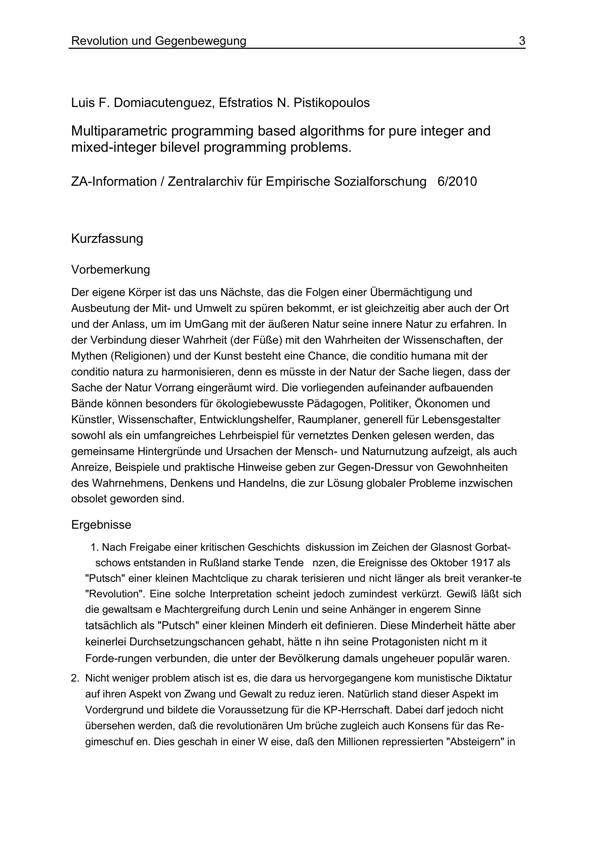 Revolution und Gegenbewegung 3
Luis F. Domiacutenguez, Efstratios N. Pistikopoulos
Multiparametric programming based algorithms for pure integer and
mixed-integer bilevel programming problems.
ZA-Information / Zentralarchiv für Empirische Sozialforschung 6/2010
Kurzfassung
Vorbemerkung
Der eigene Körper ist das uns Nächste, das die Folgen einer Übermächtigung und
Ausbeutung der Mit- und Umwelt zu spüren bekommt, er ist gleichzeitig aber auch der Ort
und der Anlass, um im UmGang mit der äußeren Natur seine innere Natur zu erfahren. In
der Verbindung dieser Wahrheit (der Füße) mit den Wahrheiten der Wissenschaften, der
Mythen (Religionen) und der Kunst besteht eine Chance, die conditio humana mit der
conditio natura zu harmonisieren, denn es müsste in der Natur der Sache liegen, dass der
Sache der Natur Vorrang eingeräumt wird. Die vorliegenden aufeinander aufbauenden
Bände können besonders für ökologiebewusste Pädagogen, Politiker, Ökonomen und
Künstler, Wissenschafter, Entwicklungshelfer, Raumplaner, generell für Lebensgestalter
sowohl als ein umfangreiches Lehrbeispiel für vernetztes Denken gelesen werden, das
gemeinsame Hintergründe und Ursachen der Mensch- und Naturnutzung aufzeigt, als auch
Anreize, Beispiele und praktische Hinweise geben zur Gegen-Dressur von Gewohnheiten
des Wahrnehmens, Denkens und Handelns, die zur Lösung globaler Probleme inzwischen
obsolet geworden sind.
Ergebnisse
1. Nach Freigabe einer kritischen Geschichts diskussion im Zeichen der Glasnost Gorbat-
schows entstanden in Rußland starke Tende nzen, die Ereignisse des Oktober 1917 als
"Putsch" einer kleinen Machtclique zu charak terisieren und nicht länger als breit veranker-te
"Revolution". Eine solche Interpretation scheint jedoch zumindest verkürzt. Gewiß läßt sich
die gewaltsam e Machtergreifung durch Lenin und seine Anhänger in engerem Sinne
tatsächlich als "Putsch" einer kleinen Minderh eit definieren. Diese Minderheit hätte aber
keinerlei Durchsetzungschancen gehabt, hätte n ihn seine Protagonisten nicht m it
Forde-rungen verbunden, die unter der Bevölkerung damals ungeheuer populär waren.
2. Nicht weniger problem atisch ist es, die dara us hervorgegangene kom munistische Diktatur
auf ihren Aspekt von Zwang und Gewalt zu reduz ieren. Natürlich stand dieser Aspekt im
Vordergrund und bildete die Voraussetzung für die KP-Herrschaft. Dabei darf jedoch nicht
übersehen werden, daß die revolutionären Um brüche zugleich auch Konsens für das Re-
gimeschuf en. Dies geschah in einer W eise, daß den Millionen repressierten "Absteigern" in